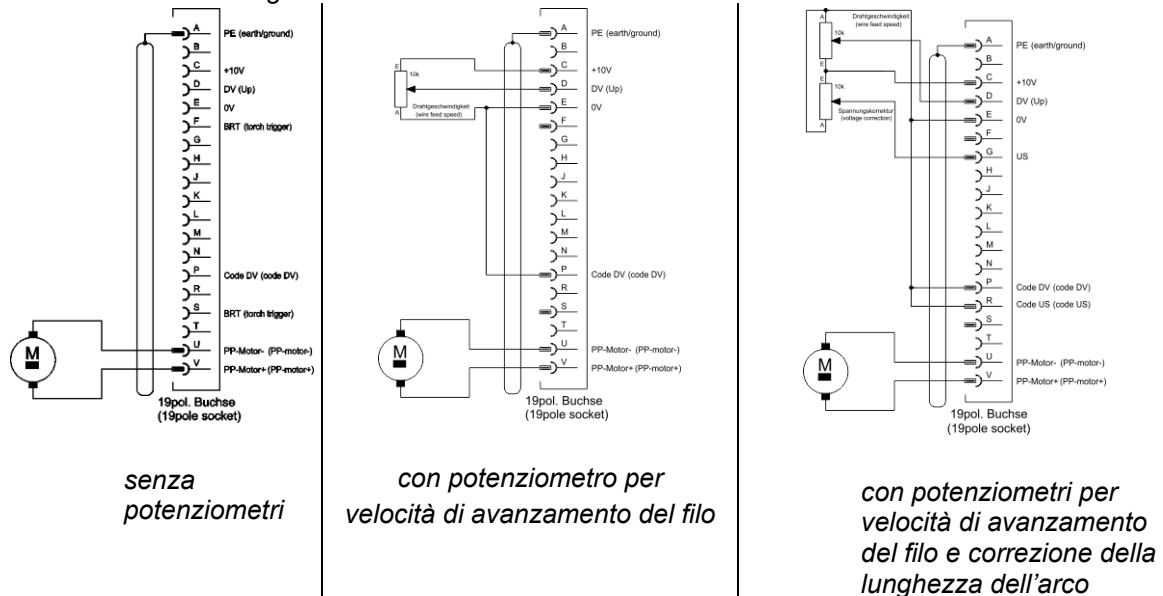 A PE (earth/ground)
B
C +10V
D DV (Up)
E 0V
F BRT (torch trigger)
G
H
J
K
L
M
N
P Code DV (code DV)
R
S BRT (torch trigger)
T
U PP-Motor- (PP-motor-)
V PP-Motor+ (PP-motor+)
M
19pol. Buchse
(19pole socket)
senza
potenziometri
A PE (earth/ground)
B
C +10V
D DV (Up)
E 0V
F
G
H
J
K
L
M
N
P Code DV (code DV)
R
S
T
U PP-Motor- (PP-motor-)
V PP-Motor+ (PP-motor+)
E
10k
A
Drahtgeschwindigkeit
(wire feed speed)
M
19pol. Buchse
(19pole socket)
con potenziometro per
velocità di avanzamento del filo
A
10k
E
Drahtgeschwindigkeit
(wire feed speed)
E
10k
A
Spannungskorrektur
(voltage correction)
A PE (earth/ground)
B
C +10V
D DV (Up)
E 0V
F
G US
H
J
K
L
M
N
P Code DV (code DV)
R Code US (code US)
S
T
U PP-Motor- (PP-motor-)
V PP-Motor+ (PP-motor+)
M
19pol. Buchse
(19pole socket)
con potenziometri per
velocità di avanzamento
del filo e correzione della
lunghezza dell'arco